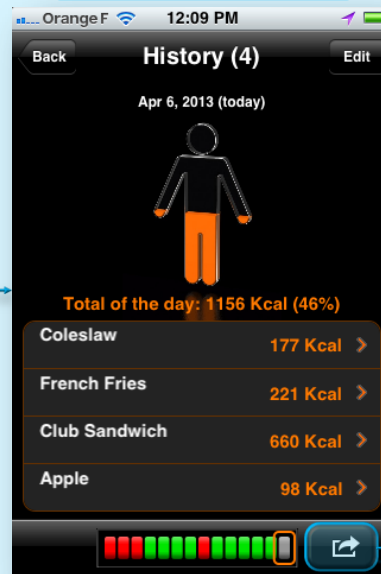 Orange F 12:09 PM
Back History (4) Edit
Apr 6, 2013 (today)
Total of the day: 1156 Kcal (46%)
Coleslaw 177 Kcal
French Fries 221 Kcal
Club Sandwich 660 Kcal
Apple 98 Kcal